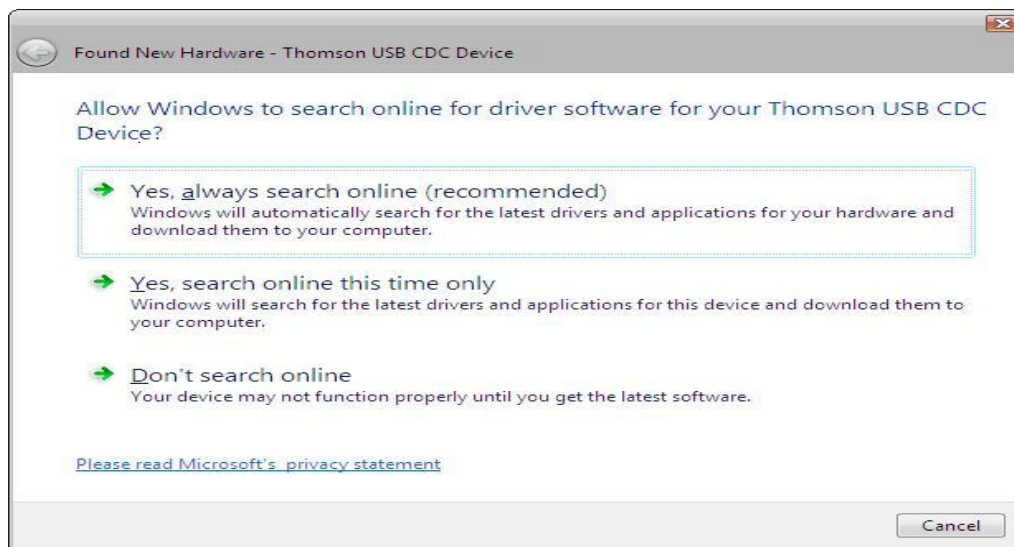 Found New Hardware - Thomson USB CDC Device
Allow Windows to search online for driver software for your Thomson USB CDC
Device?
Yes, always search online (recommended)
Windows will automatically search for the latest drivers and applications for your hardware and
download them to your computer.
Yes, search online this time only
Windows will search for the latest drivers and applications for this device and download them to
your computer.
Don't search online
Your device may not function properly until you get the latest software.
Please read Microsoft's privacy statement
Cancel